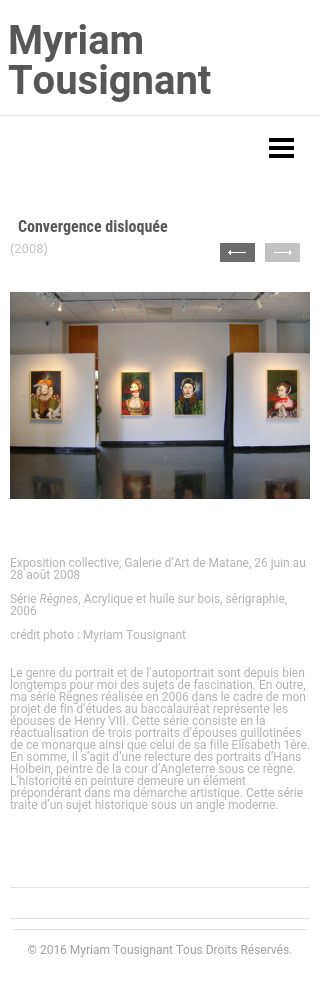 Myriam
Tousignant
Convergence disloquée
(2008)
Exposition collective, Galerie d'Art de Matane, 26 juin au
28 août 2008
Série Règnes, Acrylique et huile sur bois, sérigraphie,
2006
crédit photo : Myriam Tousignant
Le genre du portrait et de l'autoportrait sont depuis bien
longtemps pour moi des sujets de fascination. En outre,
ma série Règnes réalisée en 2006 dans le cadre de mon
projet de fin d'études au baccalauréat représente les
épouses de Henry VIII. Cette série consiste en la
réactualisation de trois portraits d'épouses guillotinées
de ce monarque ainsi que celui de sa fille Elisabeth 1ère.
En somme, il s'agit d'une relecture des portraits d'Hans
Holbein, peintre de la cour d'Angleterre sous ce règne.
L'historicité en peinture demeure un élément
prépondérant dans ma démarche artistique. Cette série
traite d'un sujet historique sous un angle moderne.
© 2016 Myriam Tousignant Tous Droits Réservés.